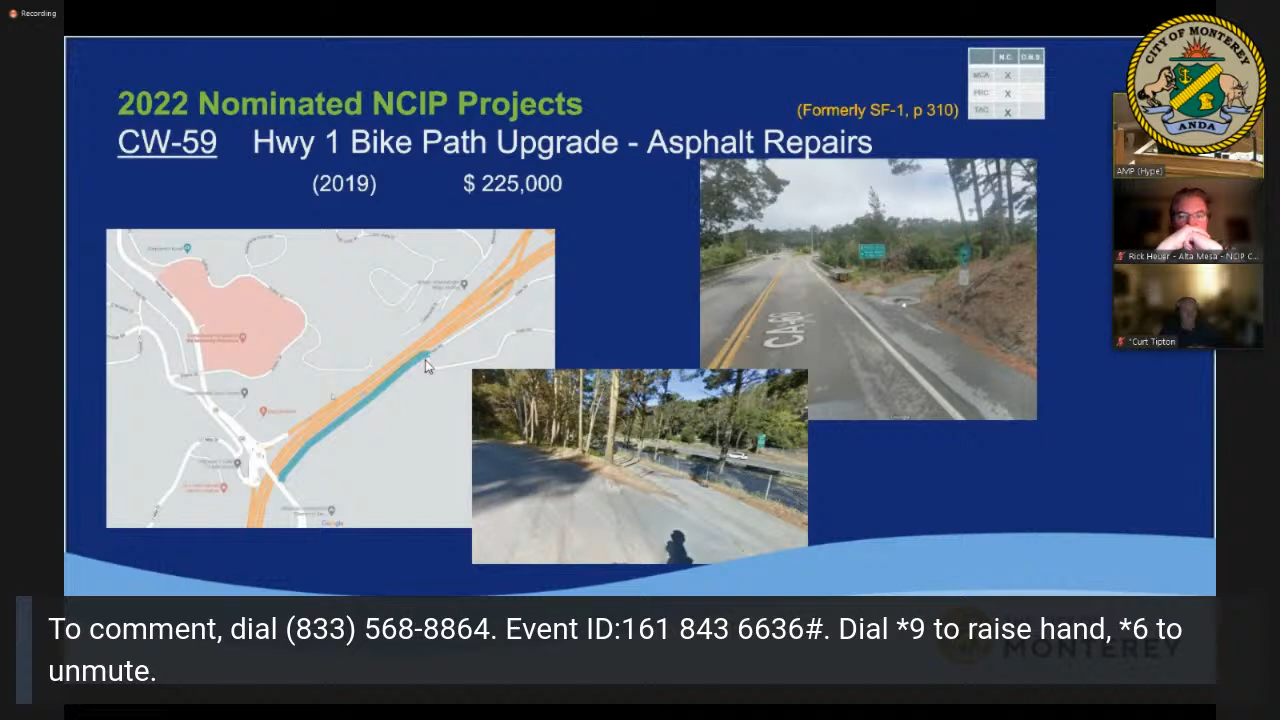 Recording
2022 Nominated NCIP Projects
(Formerly SF-1, p 310)
N.C. O.M.S
MCA X
PRC X
TAC X
CW-59 Hwy 1 Bike Path Upgrade - Asphalt Repairs
(2019) $ 225,000
CITY OF MONTEREY
ANDA
AMP (Hype)
Rick Heuer - Alta Mesa - NCIP C...
*Curt Tipton
CA-68
Google
To comment, dial (833) 568-8864. Event ID:161 843 6636#. Dial *9 to raise hand, *6 to
unmute.
MONTEREY